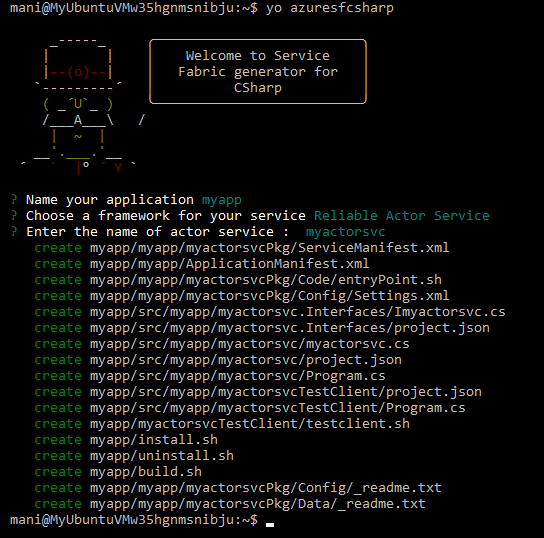 mani@MyUbuntuVMw35hgnmsnibju:~$ yo azuresfcsharp
Welcome to Service
Fabric generator for
CSharp
? Name your application myapp
? Choose a framework for your service Reliable Actor Service
? Enter the name of actor service :  myactorsvc
create myapp/myapp/myactorsvcPkg/ServiceManifest.xml
create myapp/myapp/ApplicationManifest.xml
create myapp/myapp/myactorsvcPkg/Code/entryPoint.sh
create myapp/myapp/myactorsvcPkg/Config/Settings.xml
create myapp/src/myapp/myactorsvc.Interfaces/Imyactorsvc.cs
create myapp/src/myapp/myactorsvc.Interfaces/project.json
create myapp/src/myapp/myactorsvc/myactorsvc.cs
create myapp/src/myapp/myactorsvc/project.json
create myapp/src/myapp/myactorsvc/Program.cs
create myapp/src/myapp/myactorsvcTestClient/project.json
create myapp/src/myapp/myactorsvcTestClient/Program.cs
create myapp/myactorsvcTestClient/testclient.sh
create myapp/install.sh
create myapp/uninstall.sh
create myapp/build.sh
create myapp/myapp/myactorsvcPkg/Config/_readme.txt
create myapp/myapp/myactorsvcPkg/Data/_readme.txt
mani@MyUbuntuVMw35hgnmsnibju:~$